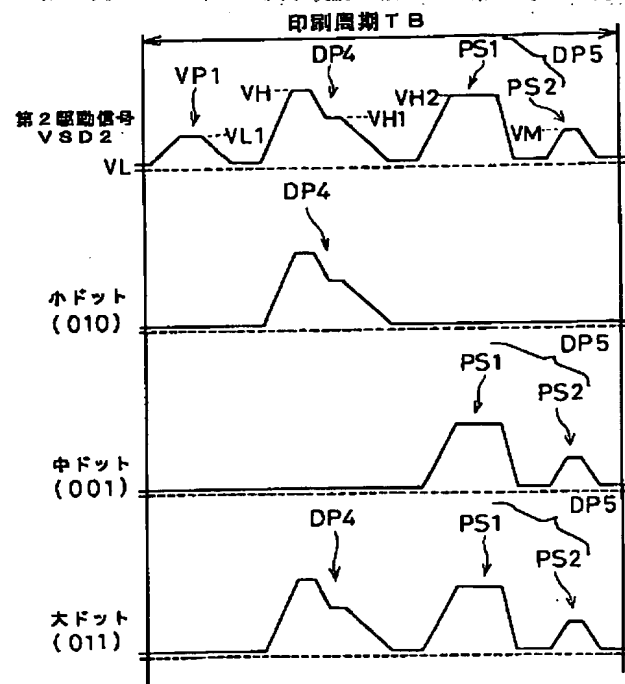 印刷周期TB
VP1
DP4
PS1
DP5
VH
VH1
VH2
PS2
第2駆動信号
VSD2
VL1
VM
VL
DP4
小ドット
(010)
PS1
DP5
PS2
中ドット
(001)
DP4
PS1
DP5
PS2
大ドット
(011)